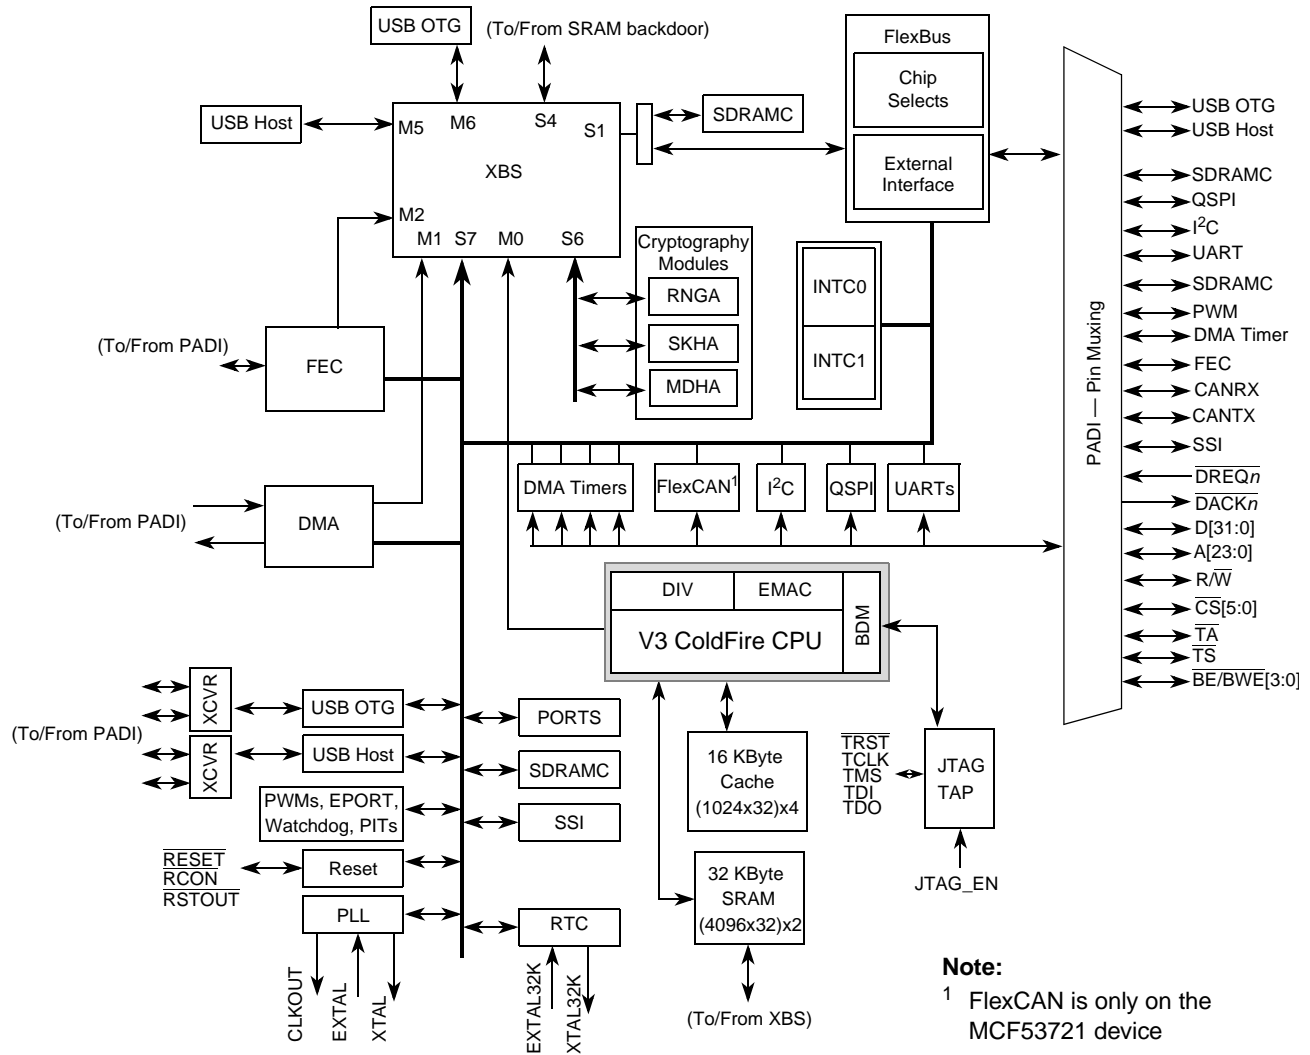 USB OTG
(To/From SRAM backdoor)
FlexBus
Chip
Selects
External
Interface
USB Host
M5
M6
S4
S1
XBS
M2
M1
S7
M0
S6
SDRAMC
Cryptography
Modules
RNGA
SKHA
MDHA
INTC0
INTC1
(To/From PADI)
FEC
(To/From PADI)
DMA
DMA Timers
FlexCAN¹
I²C
QSPI
UARTs
DIV
EMAC
V3 ColdFire CPU
BDM
PADI — Pin Muxing
USB OTG
USB Host
SDRAMC
QSPI
I²C
UART
SDRAMC
PWM
DMA Timer
FEC
CANRX
CANTX
SSI
DREQn
DACKn
D[31:0]
A[23:0]
R/W
CS[5:0]
TA
TS
BE/BWE[3:0]
(To/From PADI)
XCVR
XCVR
USB OTG
USB Host
PWMs, EPORT,
Watchdog, PITs
RESET
RCON
RSTOUT
Reset
PLL
CLKOUT
EXTAL
XTAL
PORTS
SDRAMC
SSI
RTC
EXTAL32K
XTAL32K
16 KByte
Cache
(1024x32)x4
32 KByte
SRAM
(4096x32)x2
(To/From XBS)
TRST
TCLK
TMS
TDI
TDO
JTAG
TAP
JTAG_EN
Note:
¹ FlexCAN is only on the
MCF53721 device